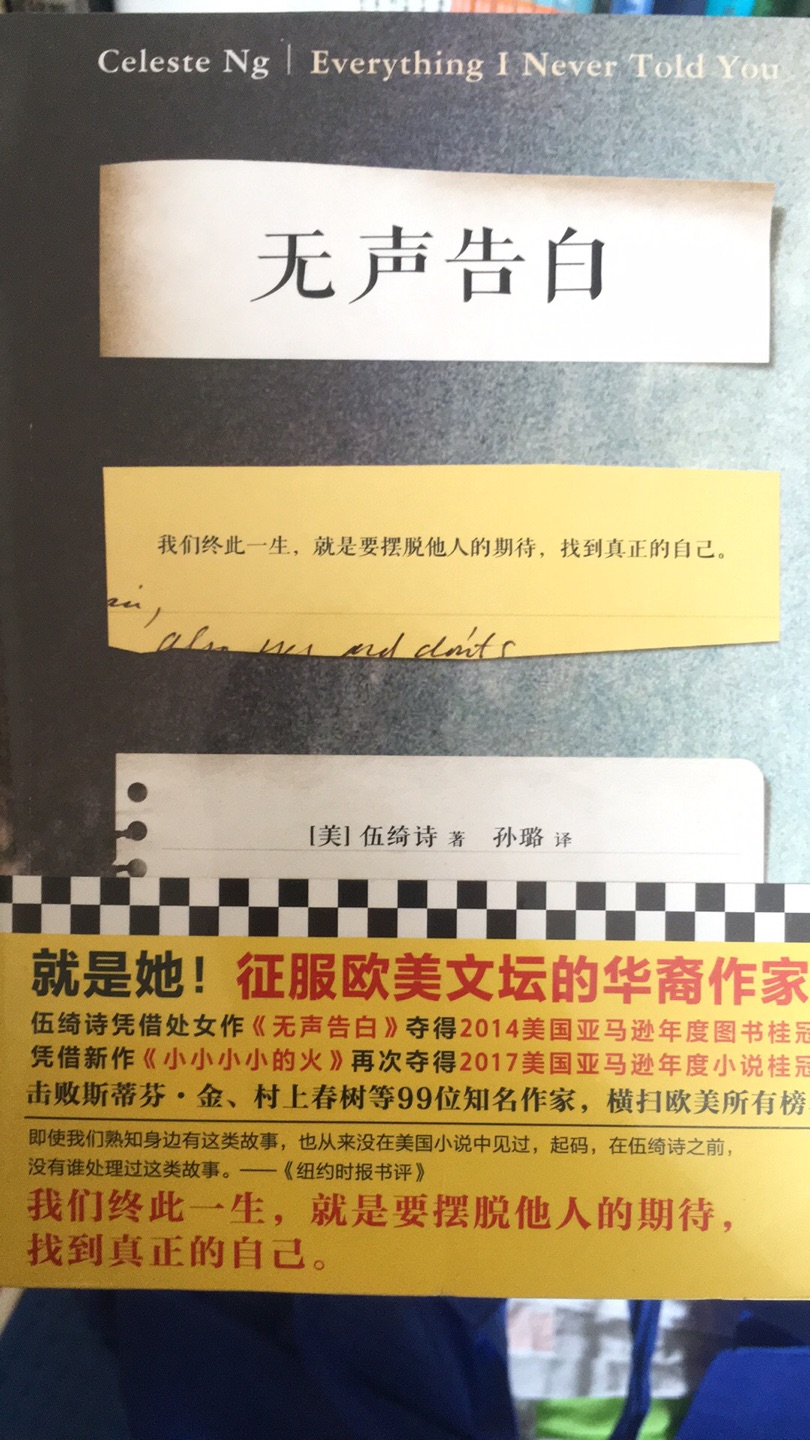 Celeste Ng | Everything I Never Told You
无声告白
我们终此一生，就是要摆脱他人的期待，找到真正的自己。
and don't
[美] 伍绮诗 著 孙璐 译
就是她！征服欧美文坛的华裔作家
伍绮诗凭借处女作《无声告白》夺得2014美国亚马逊年度图书桂冠
凭借新作《小小小小的火》再次夺得2017美国亚马逊年度小说桂冠
击败斯蒂芬·金、村上春树等99位知名作家，横扫欧美所有榜
即使我们熟知身边有这类故事，也从来没在美国小说中见过，起码，在伍绮诗之前，
没有谁处理过这类故事。——《纽约时报书评》
我们终此一生，就是要摆脱他人的期待，
找到真正的自己。